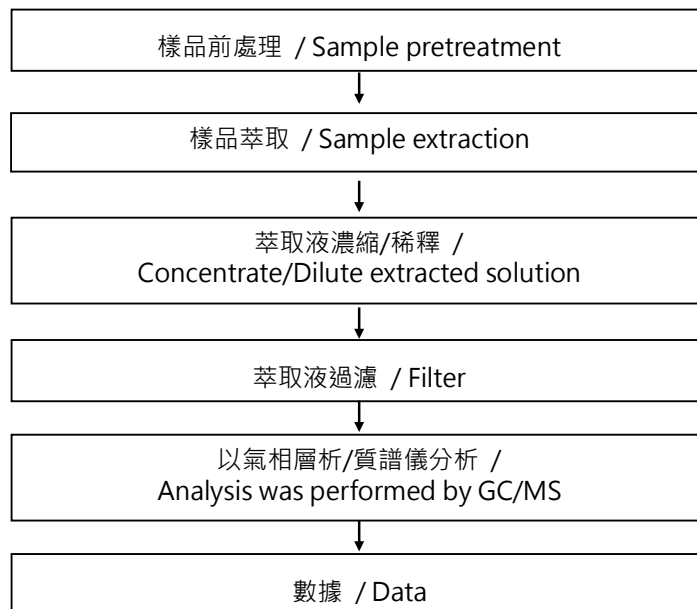 樣品前處理 / Sample pretreatment
樣品萃取 / Sample extraction
萃取液濃縮/稀釋 /
Concentrate/Dilute extracted solution
萃取液過濾 / Filter
以氣相層析/質譜儀分析 /
Analysis was performed by GC/MS
數據 / Data